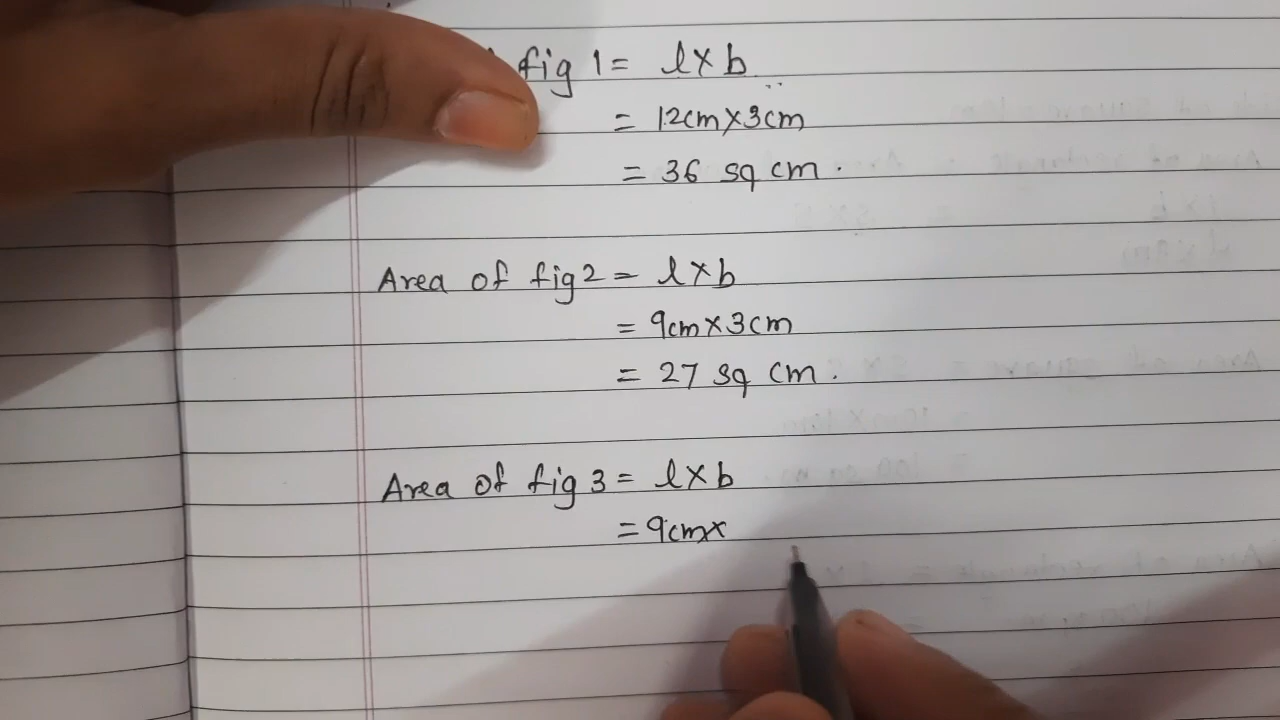 fig 1 = l×b
= 12cm×3cm
= 36 sq cm.
Area of fig 2 = l×b
= 9cm×3cm
= 27 sq cm.
Area of fig 3 = l×b
= 9cm×